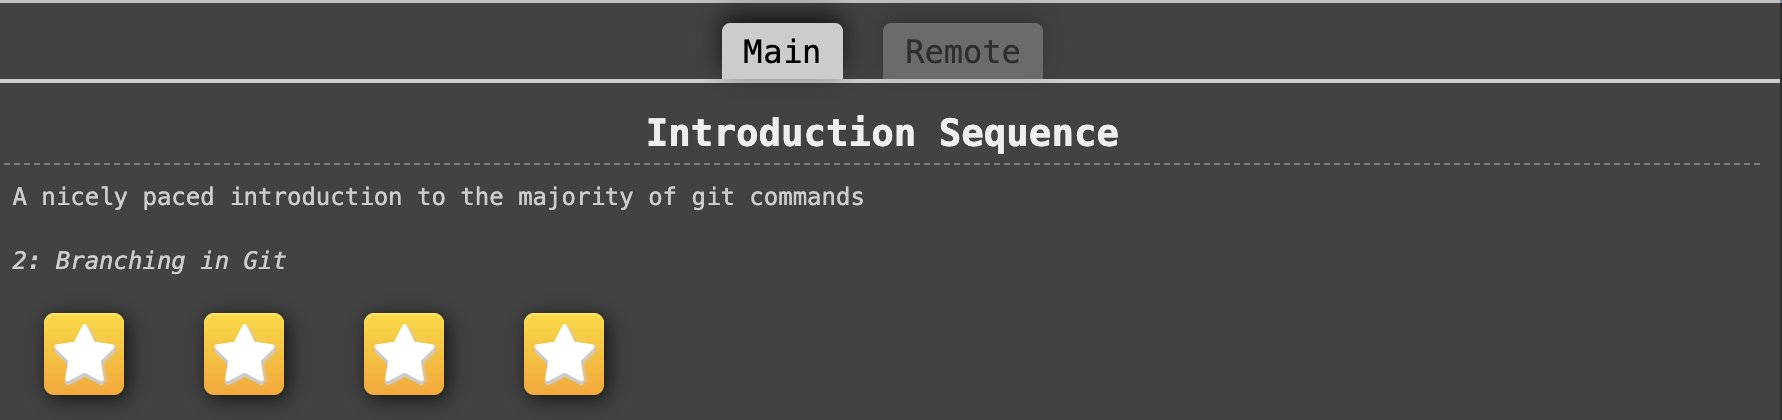 Main Remote
Introduction Sequence
A nicely paced introduction to the majority of git commands
2: Branching in Git